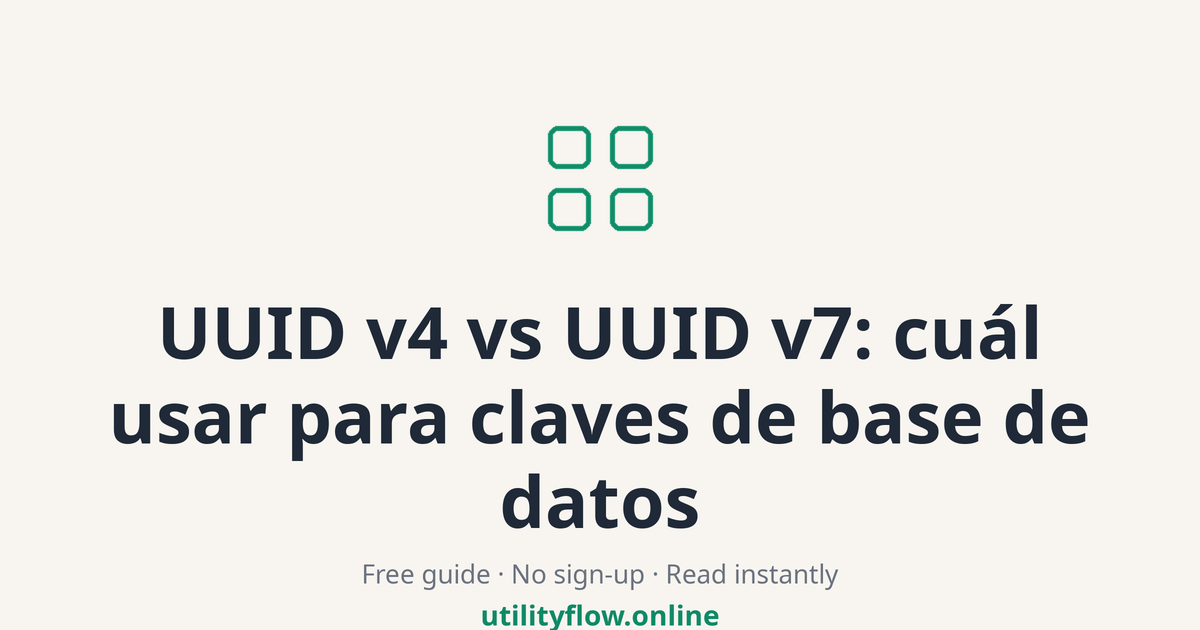 UUID v4 vs UUID v7: cuál
usar para claves de base de
datos
Free guide · No sign-up · Read instantly
utilityflow.online